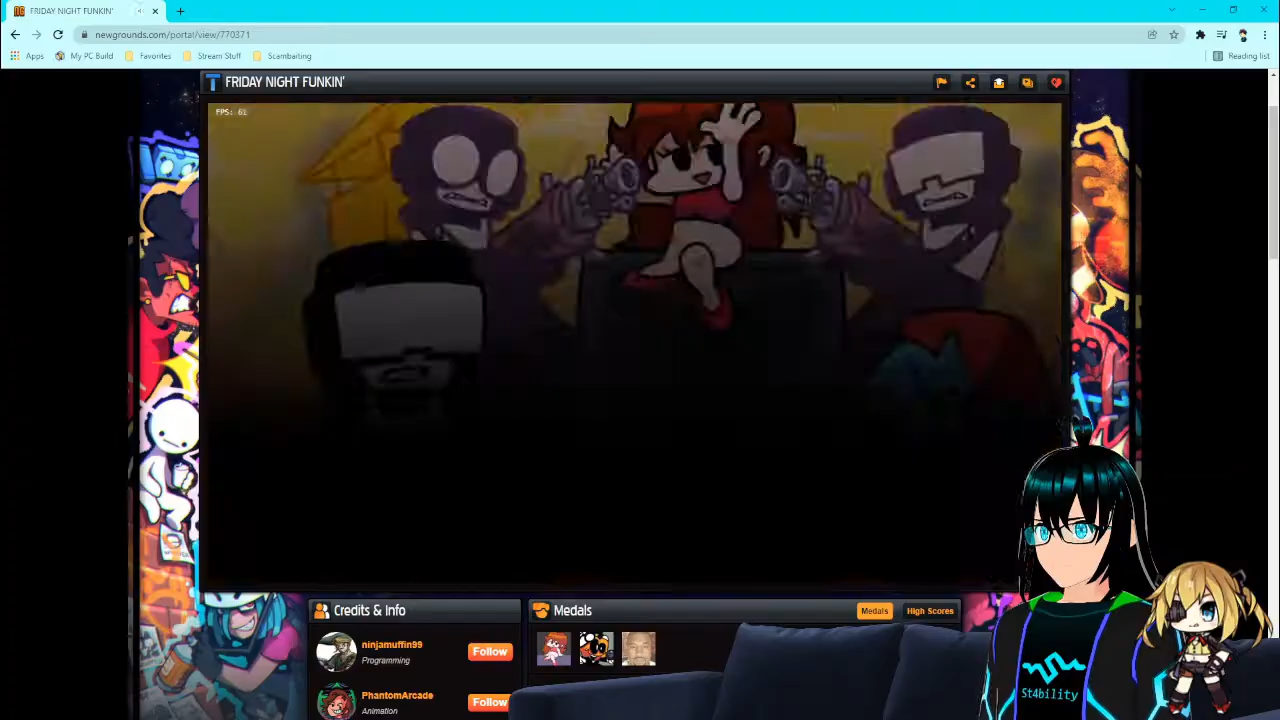 FRIDAY NIGHT FUNKIN'
newgrounds.com/portal/view/770371
Apps
My PC Build
Favorites
Stream Stuff
Scambaiting
Reading list
FRIDAY NIGHT FUNKIN'
FPS: 61
Credits & Info
Medals
Medals
High Scores
ninjamuffin99
Programming
Follow
PhantomArcade
Animation
Follow
St4bility